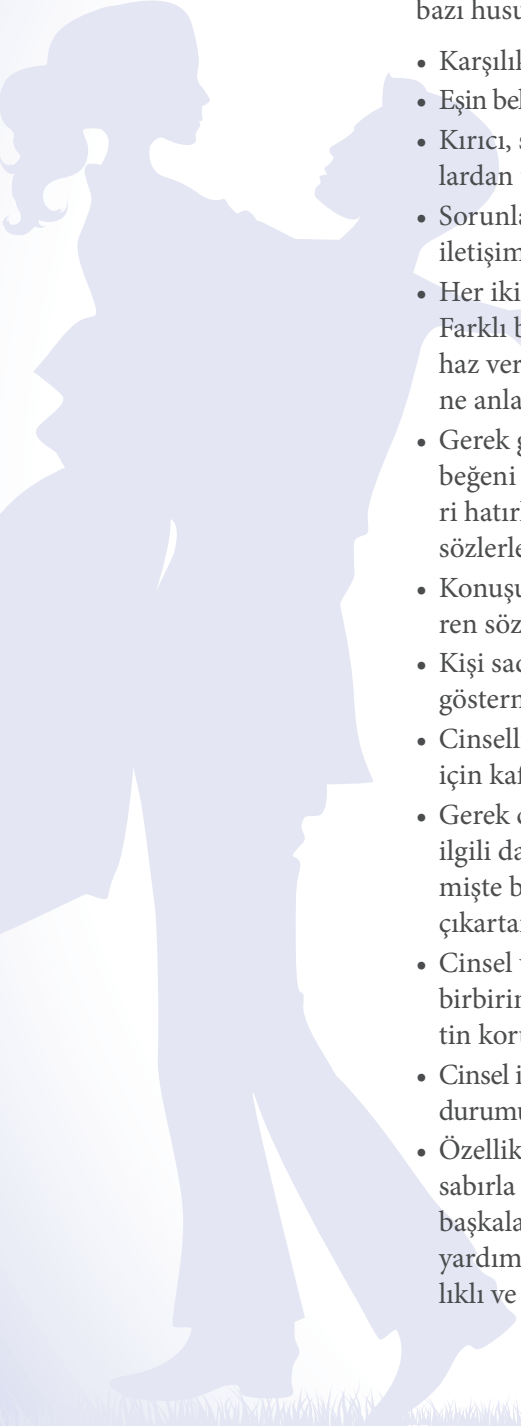 bazı husu
• Karşılık
• Eşin bek
• Kırıcı, s
lardan
• Sorunla
iletişim
• Her iki
Farklı b
haz ver
ne anla
• Gerek g
beğeni
ri hatır
sözlerle
• Konuşu
ren söz
• Kişi sad
gösterm
• Cinsell
için kaf
• Gerek
ilgili da
mişte b
çıkartar
• Cinsel
birbirin
tin koru
• Cinsel i
durumu
• Özellik
sabırla
başkala
yardım
lıklı ve